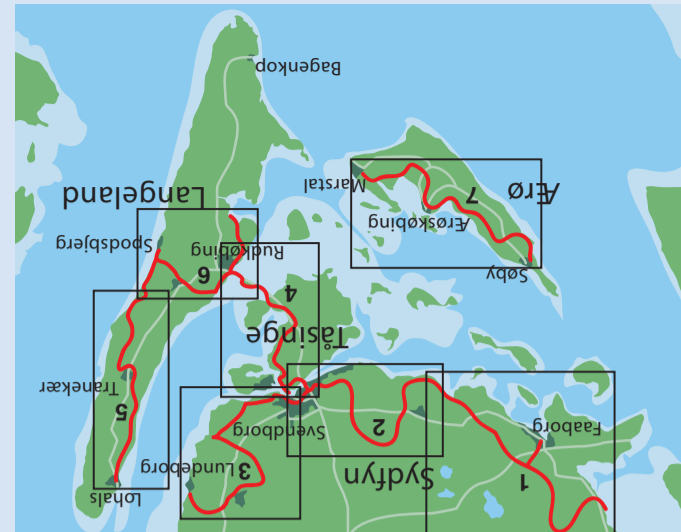 Lohals
Sydfyn
1
3
Lundeborg
Svendborg
Faaborg
2
5
Tranekær
Tåsinge
4
Søby
6
Rudkøbing
Spodsbjerg
Ærøskøbing
Ærø
7
Langeland
Marstal
Bagenkop